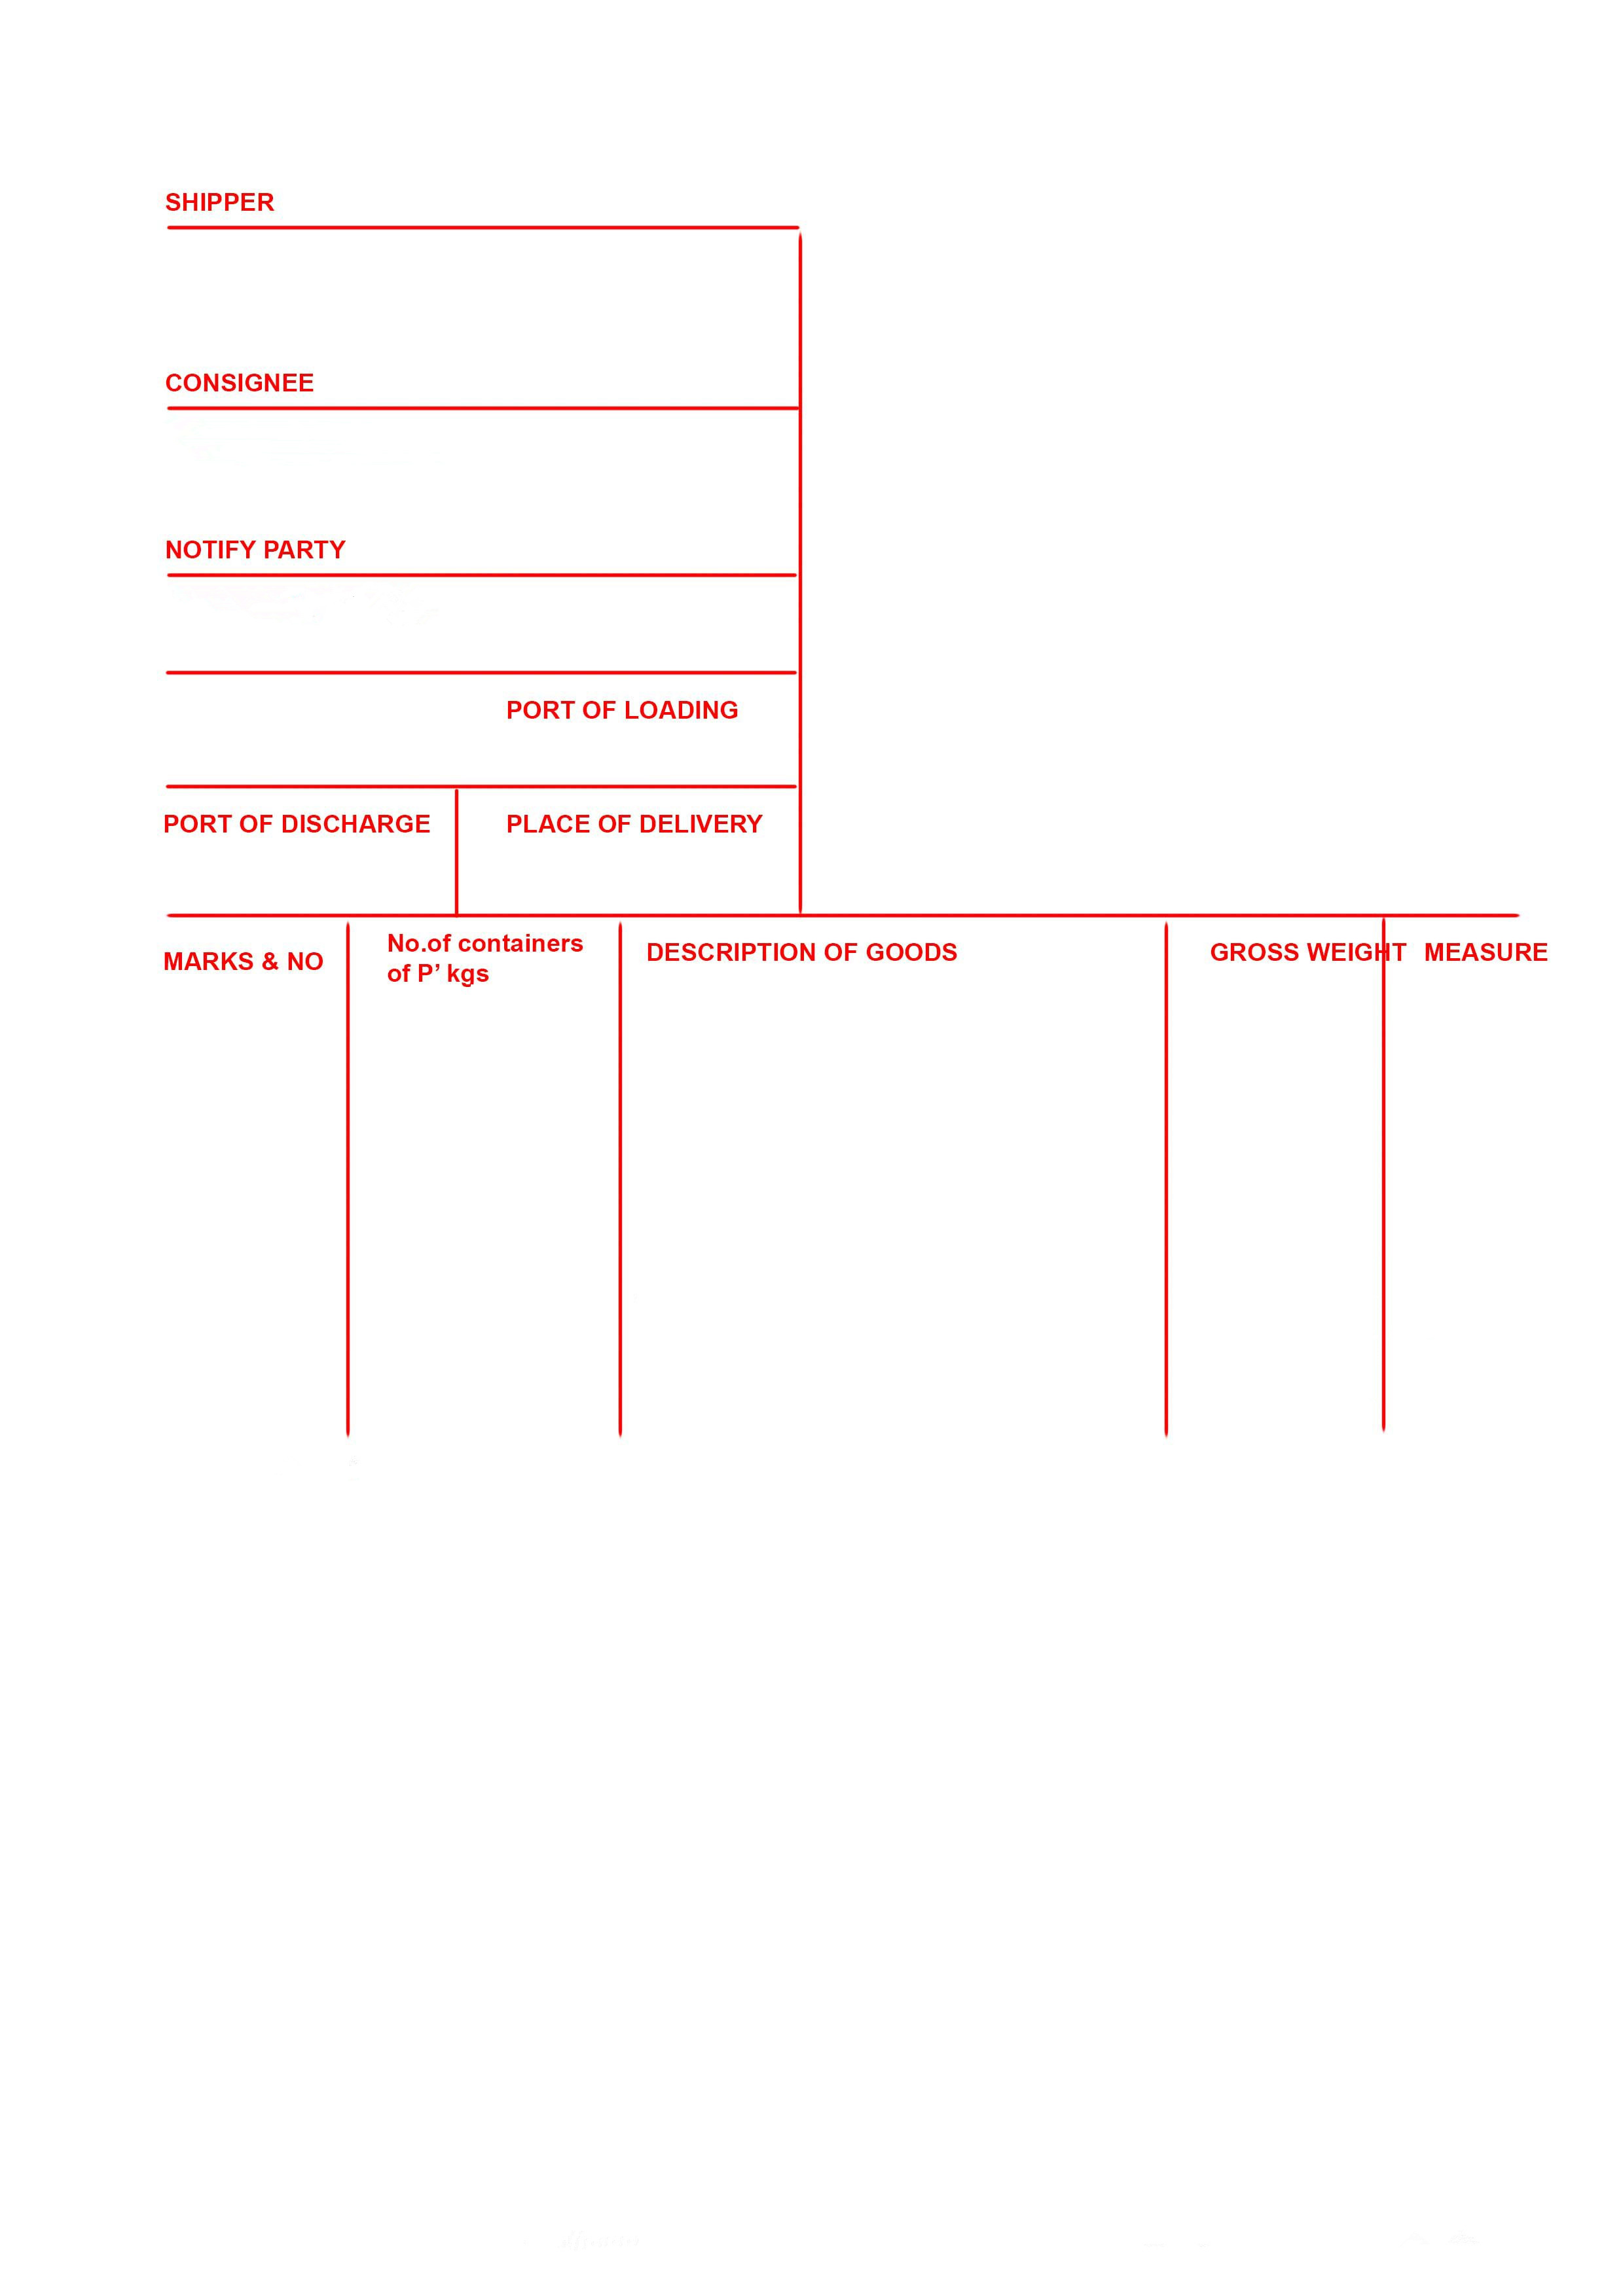 SHIPPER
CONSIGNEE
NOTIFY PARTY
PORT OF LOADING
PORT OF DISCHARGE
PLACE OF DELIVERY
MARKS & NO
No.of containers
of P’ kgs
DESCRIPTION OF GOODS
GROSS WEIGHT
MEASURE